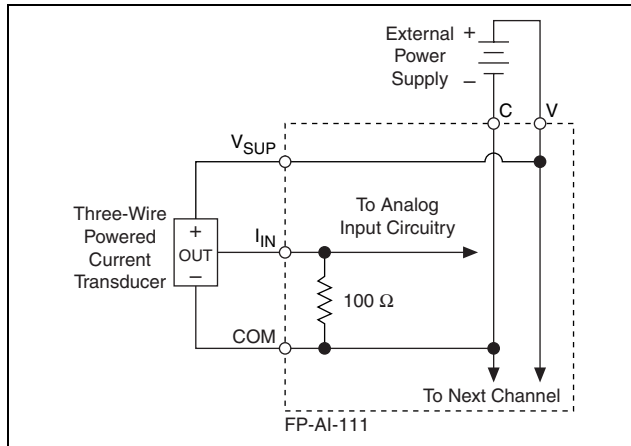 External
Power
Supply
+
−
C
V
V_SUP
Three-Wire
Powered
Current
Transducer
+
OUT
−
I_IN
To Analog
Input Circuitry
100 Ω
COM
To Next Channel
FP-AI-111